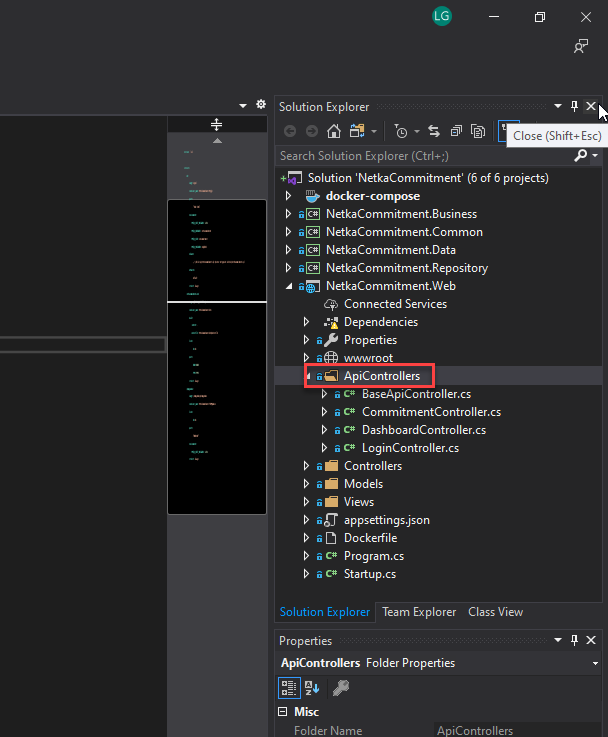 LG
Solution Explorer
Close (Shift+Esc)
Search Solution Explorer (Ctrl+;)
Solution 'NetkaCommitment' (6 of 6 projects)
docker-compose
C# NetkaCommitment.Business
C# NetkaCommitment.Common
C# NetkaCommitment.Data
C# NetkaCommitment.Repository
NetkaCommitment.Web
Connected Services
Dependencies
Properties
wwwroot
ApiControllers
C# BaseApiController.cs
C# CommitmentController.cs
C# DashboardController.cs
C# LoginController.cs
Controllers
Models
Views
appsettings.json
Dockerfile
C# Program.cs
C# Startup.cs
Solution Explorer Team Explorer Class View
Properties
ApiControllers Folder Properties
Misc
Folder Name ApiControllers